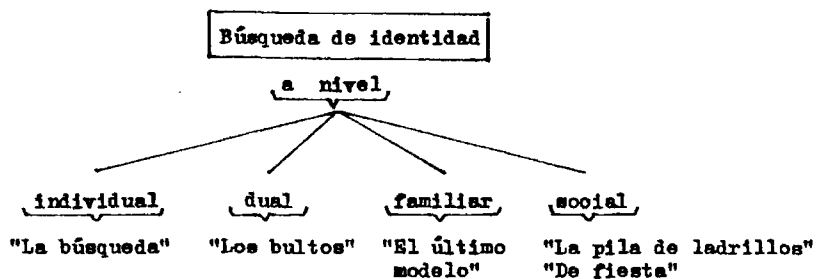 Búsqueda de identidad
a nivel
individual dual familiar social
"La búsqueda" "Los bultos" "El último "La pila de ladrillos"
modelo" "De fiesta"